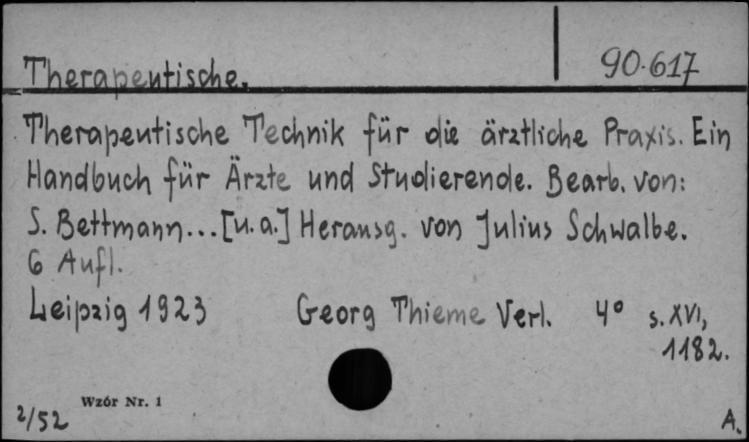 90.617
Therapeutische.
Therapeutische Technik für die ärztliche Praxis. Ein
Handbuch für Ärzte und Studierende. Bearb. von:
S. Bettmann...[u.a.] Herausg. von Julius Schwalbe.
6 Aufl.
Leipzig 1923 Georg Thieme Verl. 4° s. XVI,
1182.
Wzór Nr. 1
2/52 A.